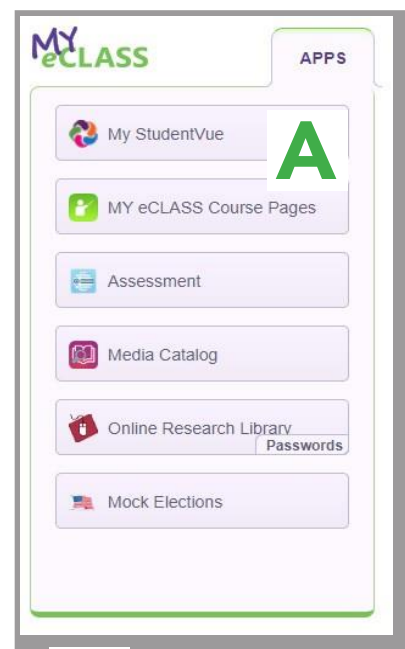 MY
eCLASS
APPS
My StudentVue
A
MY eCLASS Course Pages
Assessment
Media Catalog
Online Research Library
Passwords
Mock Elections